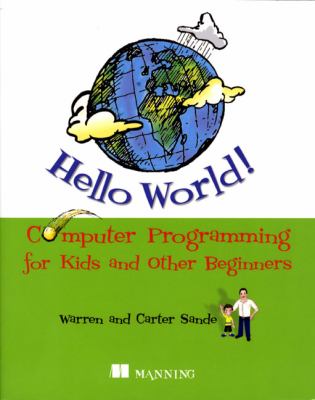 Hello World!
Computer Programming
for Kids and Other Beginners
Warren and Carter Sande
MANNING